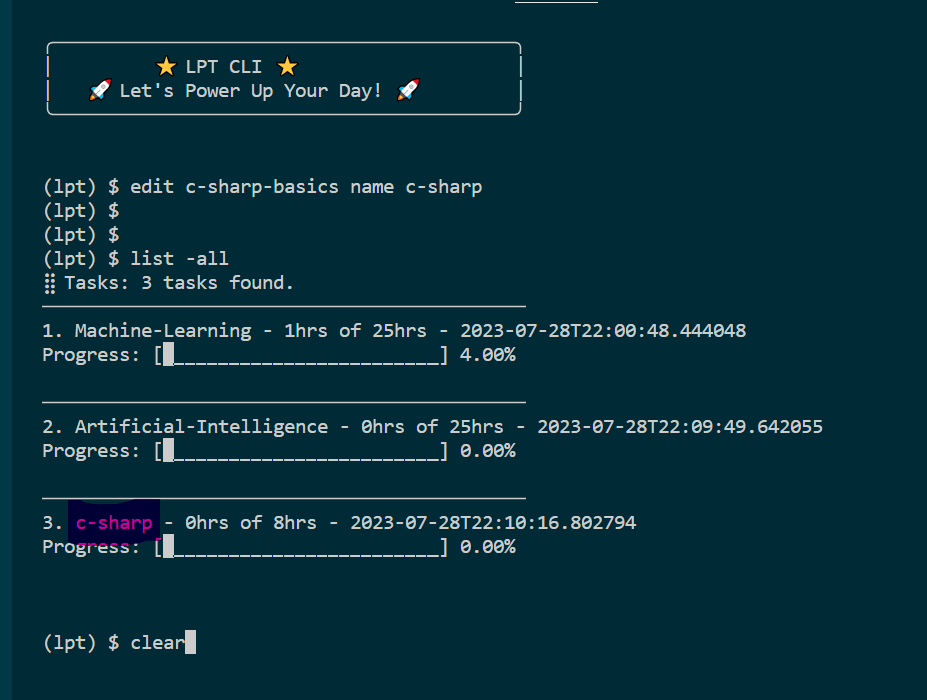 ⭐ LPT CLI ⭐
🚀 Let's Power Up Your Day! 🚀
(lpt) $ edit c-sharp-basics name c-sharp
(lpt) $
(lpt) $
(lpt) $ list -all
⣿ Tasks: 3 tasks found.
1. Machine-Learning - 1hrs of 25hrs - 2023-07-28T22:00:48.444048
Progress: [█________________________] 4.00%
2. Artificial-Intelligence - 0hrs of 25hrs - 2023-07-28T22:09:49.642055
Progress: [█________________________] 0.00%
3. c-sharp - 0hrs of 8hrs - 2023-07-28T22:10:16.802794
Progress: [█________________________] 0.00%
(lpt) $ clear